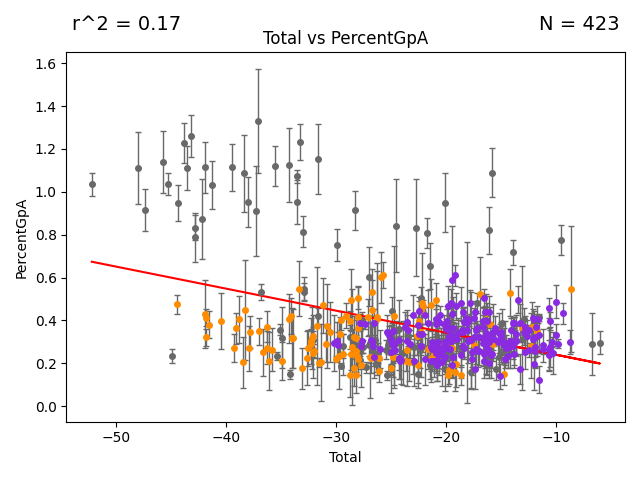 r^2 = 0.17
N = 423
Total vs PercentGpA
1.6
1.4
1.2
1.0
0.8
0.6
0.4
0.2
0.0
PercentGpA
−50
−40
−30
−20
−10
Total